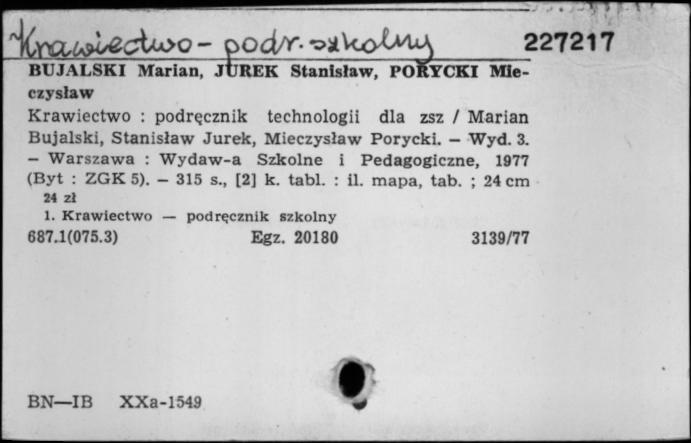 Krawiectwo - podr. szkolny 227217
BUJALSKI Marian, JUREK Stanisław, PORYCKI Mie-
czysław
Krawiectwo : podręcznik technologii dla zsz / Marian
Bujalski, Stanisław Jurek, Mieczysław Porycki. — Wyd. 3.
— Warszawa : Wydaw-a Szkolne i Pedagogiczne, 1977
(Byt : ZGK 5). — 315 s., [2] k. tabl. : il. mapa, tab. ; 24 cm
24 zł
1. Krawiectwo — podręcznik szkolny
687.1(075.3) Egz. 20180 3139/77
BN—IB XXa-1549